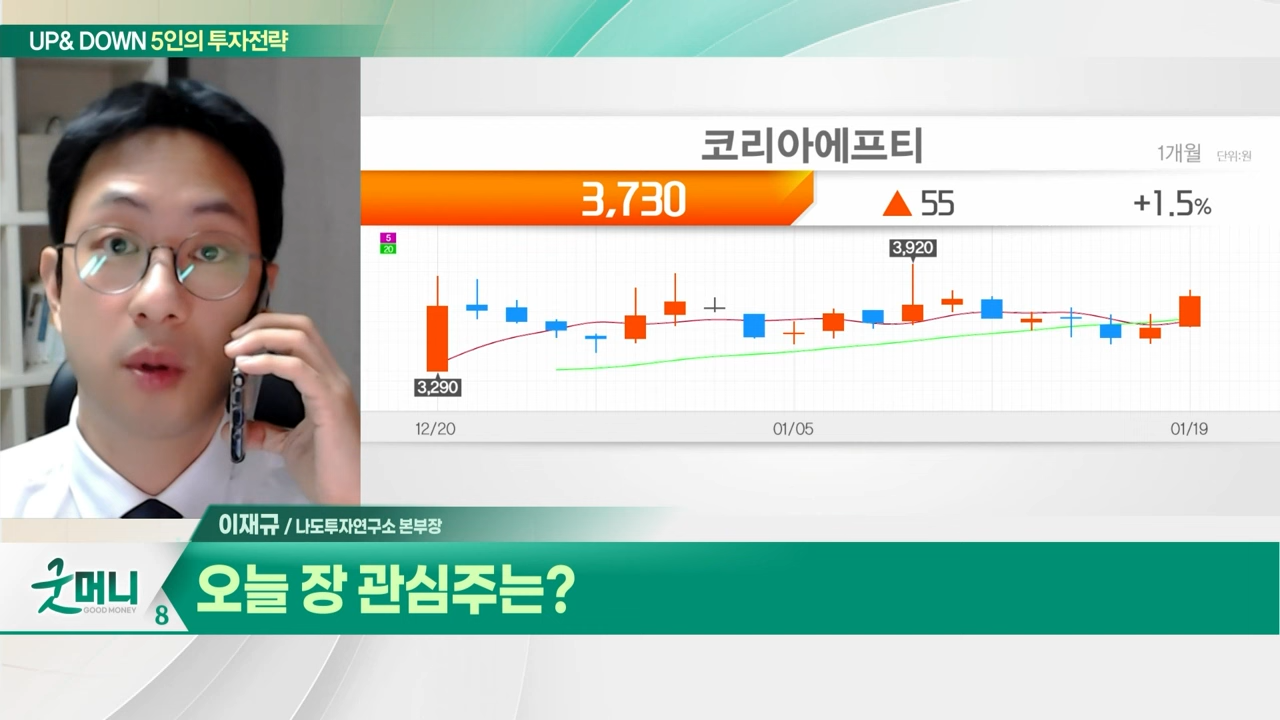 UP& DOWN 5인의 투자전략
코리아에프티
1개월 단위:원
3,730 ▲ 55 +1.5%
5
20
3,920
3,290
12/20 01/05 01/19
이재규 / 나도투자연구소 본부장
굿머니
GOOD MONEY
8
오늘 장 관심주는?